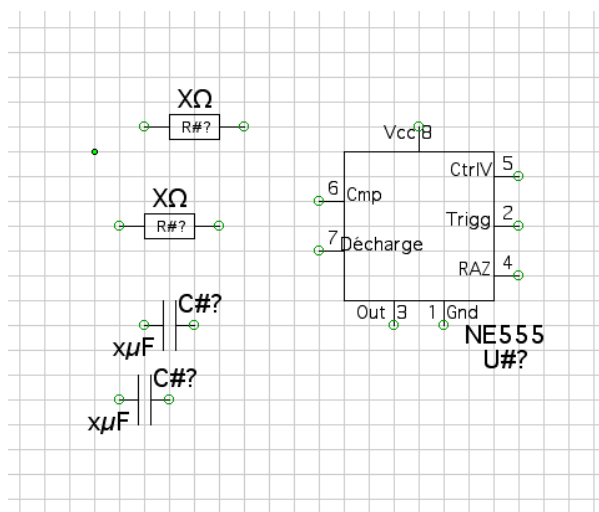 XΩ
R#?
XΩ
R#?
C#?
xµF
C#?
xµF
Vcc 8
CtrlV 5
6 Cmp
Trigg 2
7 Décharge
RAZ 4
Out 3 1 Gnd
NE555
U#?